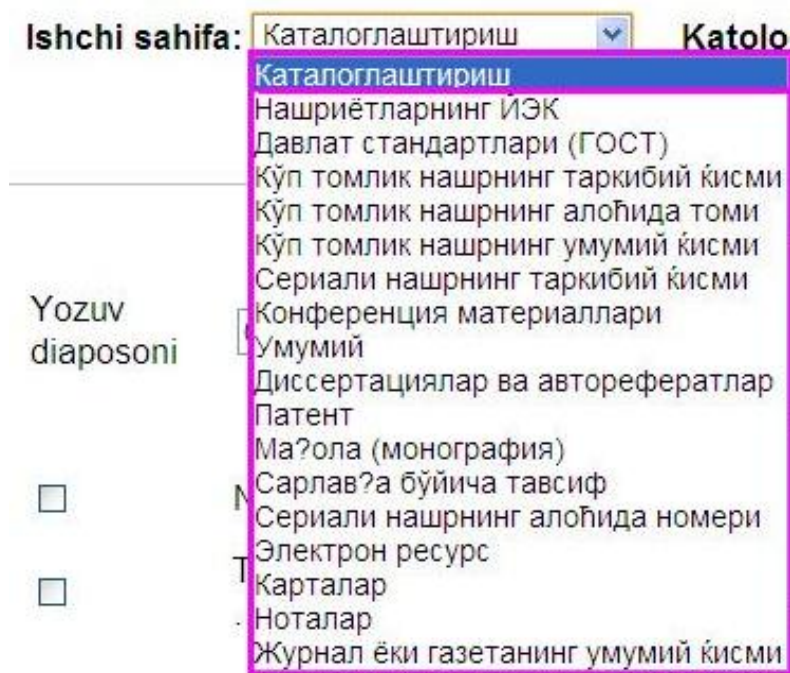 Ishchi sahifa: Каталоглаштириш Katolo
Каталоглаштириш
Нашриётларнинг ЙЭК
Давлат стандартлари (ГОСТ)
Кўп томлик нашрнинг таркибий ќисми
Кўп томлик нашрнинг алоћида томи
Кўп томлик нашрнинг умумий ќисми
Сериали нашрнинг таркибий ќисми
Конференция материаллари
Умумий
Диссертациялар ва авторефератлар
Патент
Ма?ола (монография)
Сарлав?а бўйича тавсиф
Сериали нашрнинг алоћида номери
Электрон ресурс
Карталар
Ноталар
Журнал ёки газетанинг умумий ќисми
Yozuv
diaposoni